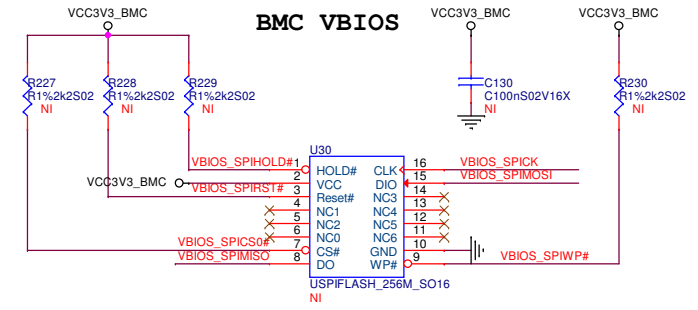 VCC3V3_BMC
BMC VBIOS
VCC3V3_BMC
VCC3V3_BMC
R227
R1%2k2S02
NI
R228
R1%2k2S02
NI
R229
R1%2k2S02
NI
C130
C100nS02V16X
NI
R230
R1%2k2S02
NI
U30
VBIOS_SPIHOLD# 1 HOLD# CLK 16 VBIOS_SPICK
VCC3V3_BMC 2 VCC DIO 15 VBIOS_SPIMOSI
VBIOS_SPIRST# 3 Reset# NC3 14
4 NC1 NC4 13
5 NC2 NC5 12
6 NC0 NC6 11
VBIOS_SPICS0# 7 CS# GND 10
VBIOS_SPIMISO 8 DO WP# 9 VBIOS_SPIWP#
USPIFLASH_256M_SO16
NI